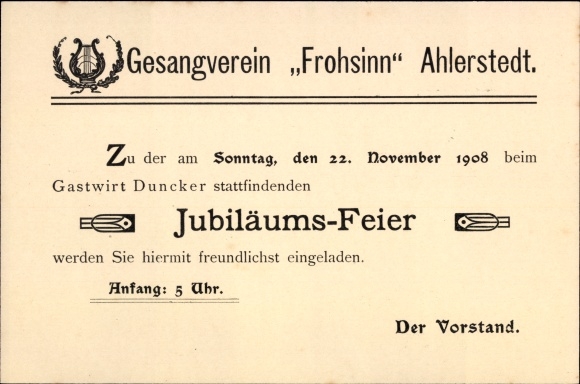 Gesangverein „Frohsinn“ Ahlerstedt.
Zu der am Sonntag, den 22. November 1908 beim
Gastwirt Duncker stattfindenden
Jubiläums-Feier
werden Sie hiermit freundlichst eingeladen.
Anfang: 5 Uhr.
Der Vorstand.